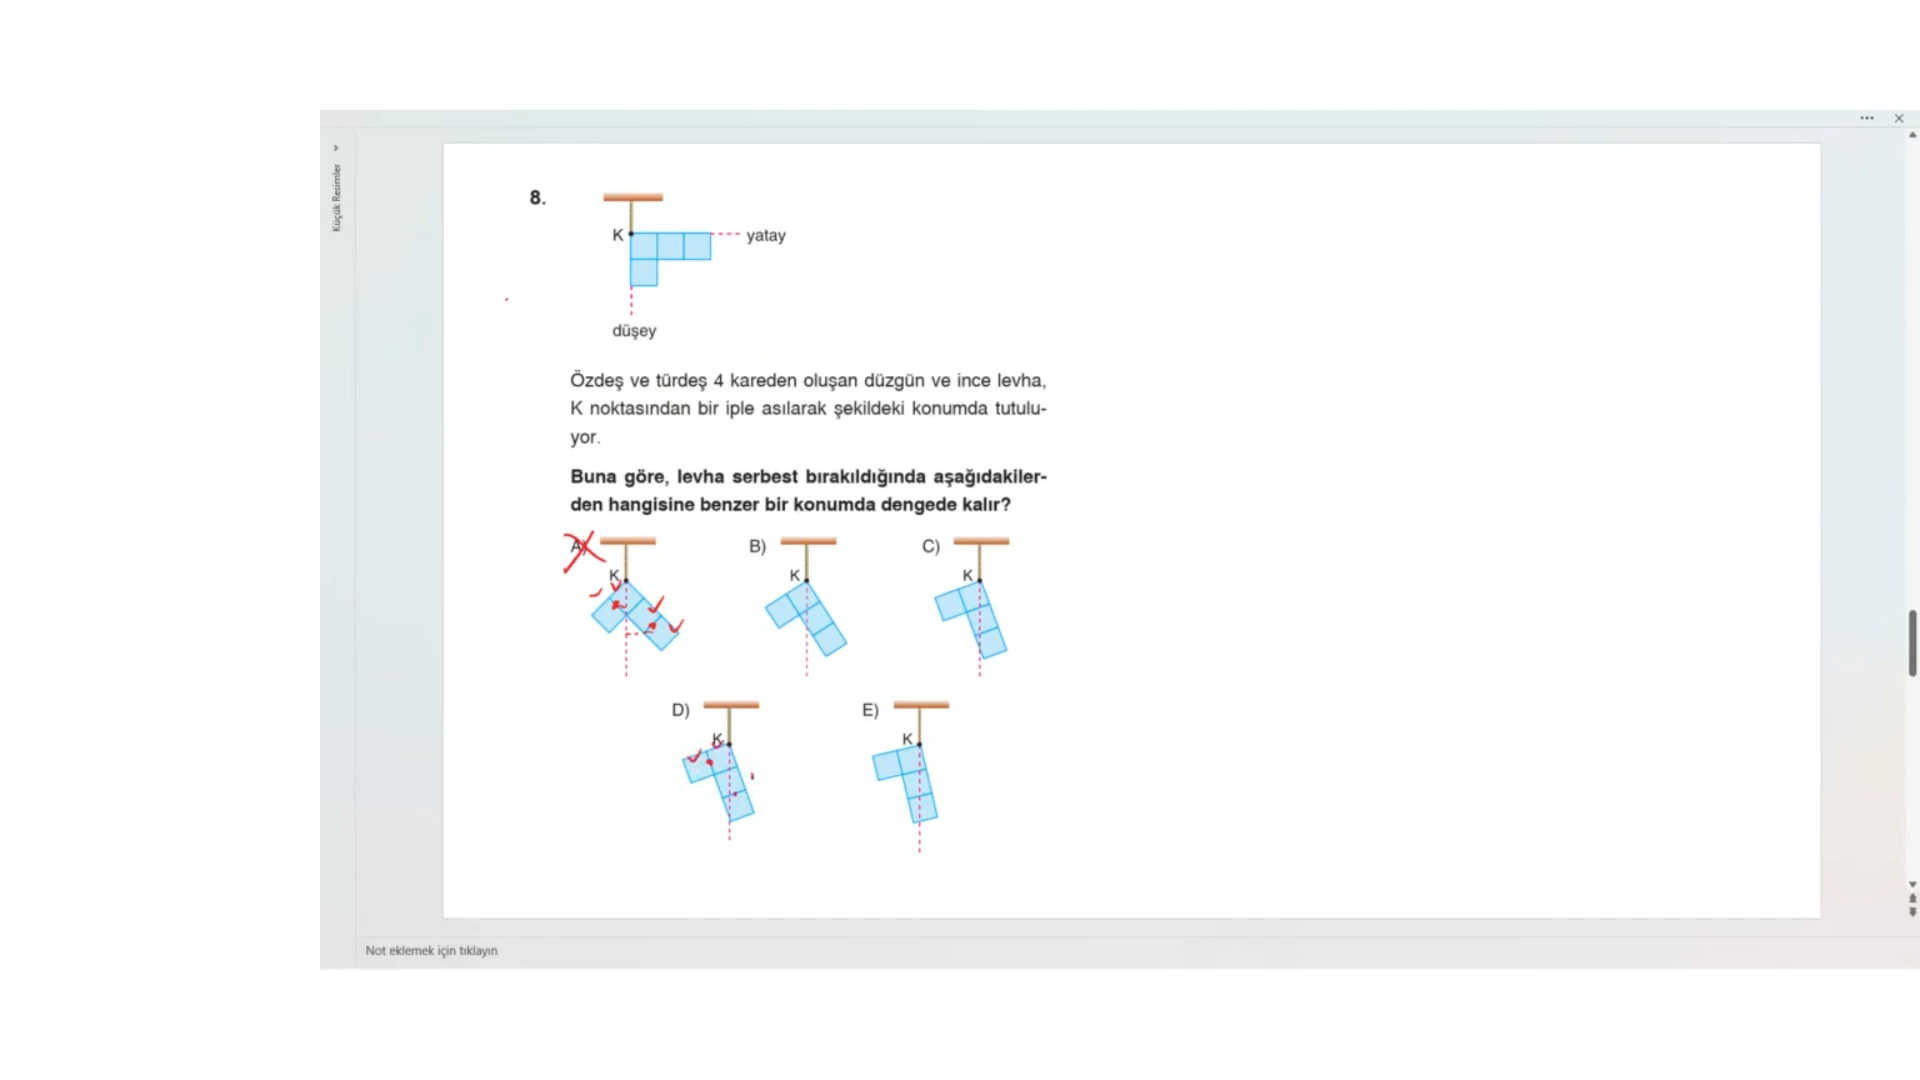 Küçük Resimler
8.
K
yatay
düşey
Özdeş ve türdeş 4 kareden oluşan düzgün ve ince levha,
K noktasından bir iple asılarak şekildeki konumda tutulu-
yor.
Buna göre, levha serbest bırakıldığında aşağıdakiler-
den hangisine benzer bir konumda dengede kalır?
A)
K
B)
K
C)
K
D)
K
E)
K
Not eklemek için tıklayın